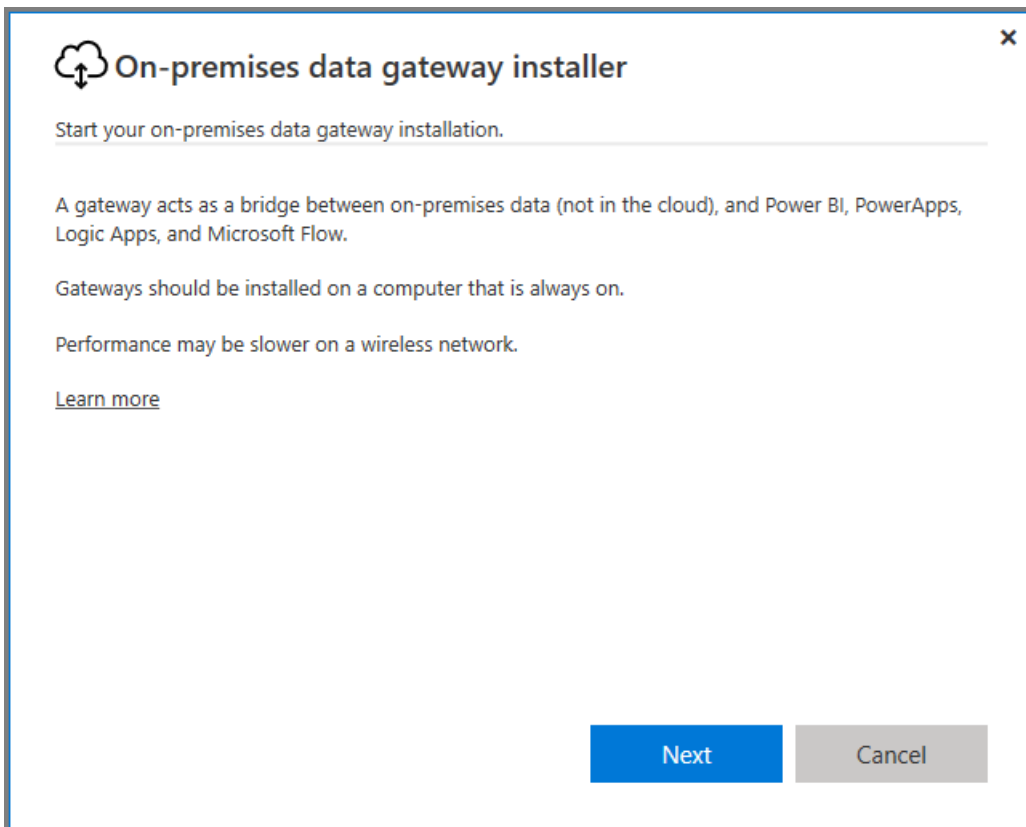 On-premises data gateway installer
Start your on-premises data gateway installation.
A gateway acts as a bridge between on-premises data (not in the cloud), and Power BI, PowerApps,
Logic Apps, and Microsoft Flow.
Gateways should be installed on a computer that is always on.
Performance may be slower on a wireless network.
Learn more
Next
Cancel